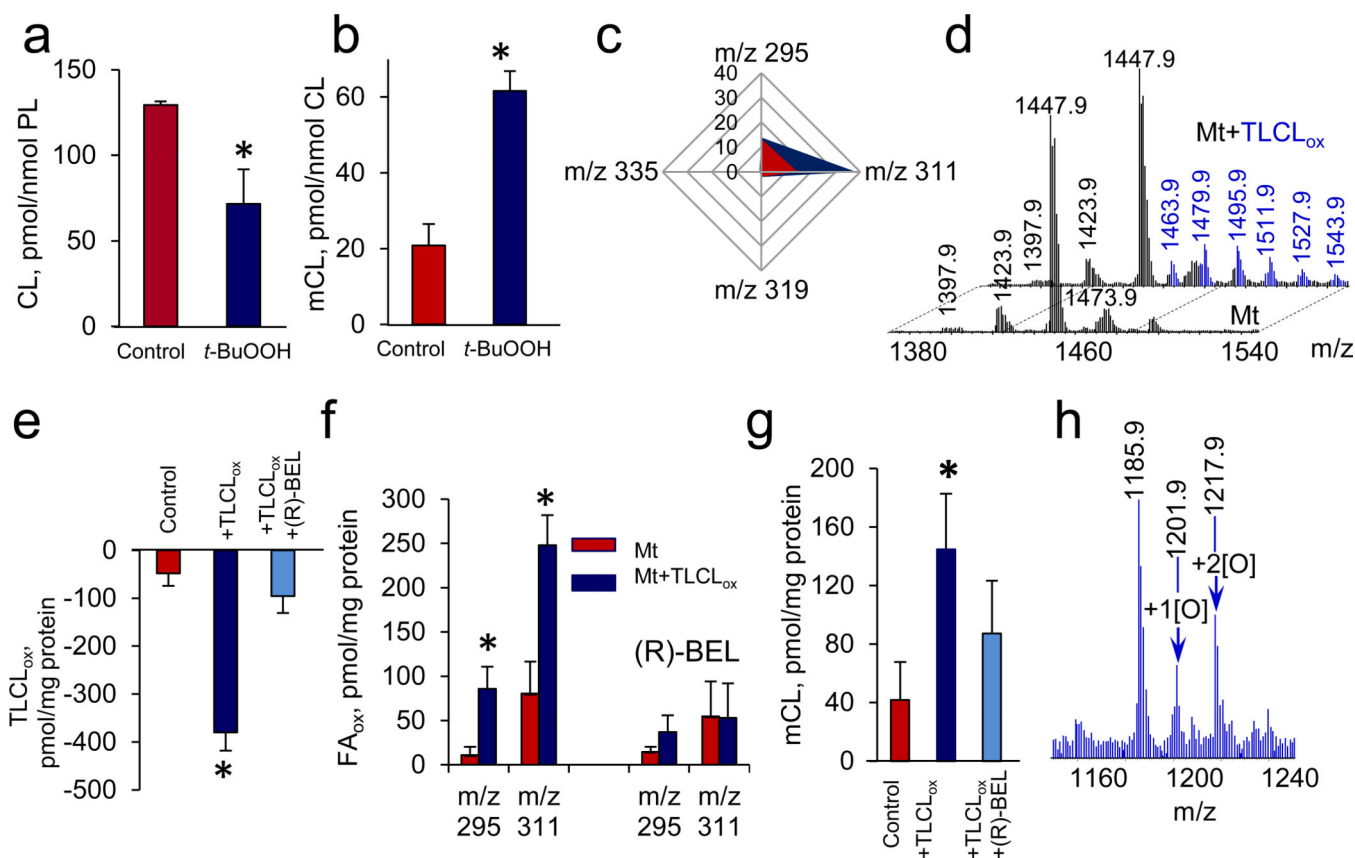 a
CL, pmol/nmol PL
150
100
50
0
Control
t-BuOOH
*
b
mCL, pmol/nmol CL
60
40
20
0
Control
t-BuOOH
*
c
m/z 295
40
30
20
10
0
m/z 335
m/z 311
m/z 319
d
1447.9
1447.9
Mt+TLCLox
1397.9
1423.9
1463.9
1479.9
1495.9
1511.9
1527.9
1543.9
1397.9
1423.9
1473.9
Mt
1380
1460
1540
m/z
e
Control
+TLCLox
+TLCLox
+(R)-BEL
TLCLox,
pmol/mg protein
0
-100
-200
-300
-400
-500
*
f
FAox, pmol/mg protein
300
250
200
150
100
50
0
*
*
Mt
Mt+TLCLox
(R)-BEL
m/z
295
m/z
311
m/z
295
m/z
311
g
mCL, pmol/mg protein
200
160
120
80
40
0
*
Control
+TLCLox
+TLCLox
+(R)-BEL
h
1185.9
1201.9
1217.9
+1[O]
+2[O]
1160
1200
1240
m/z